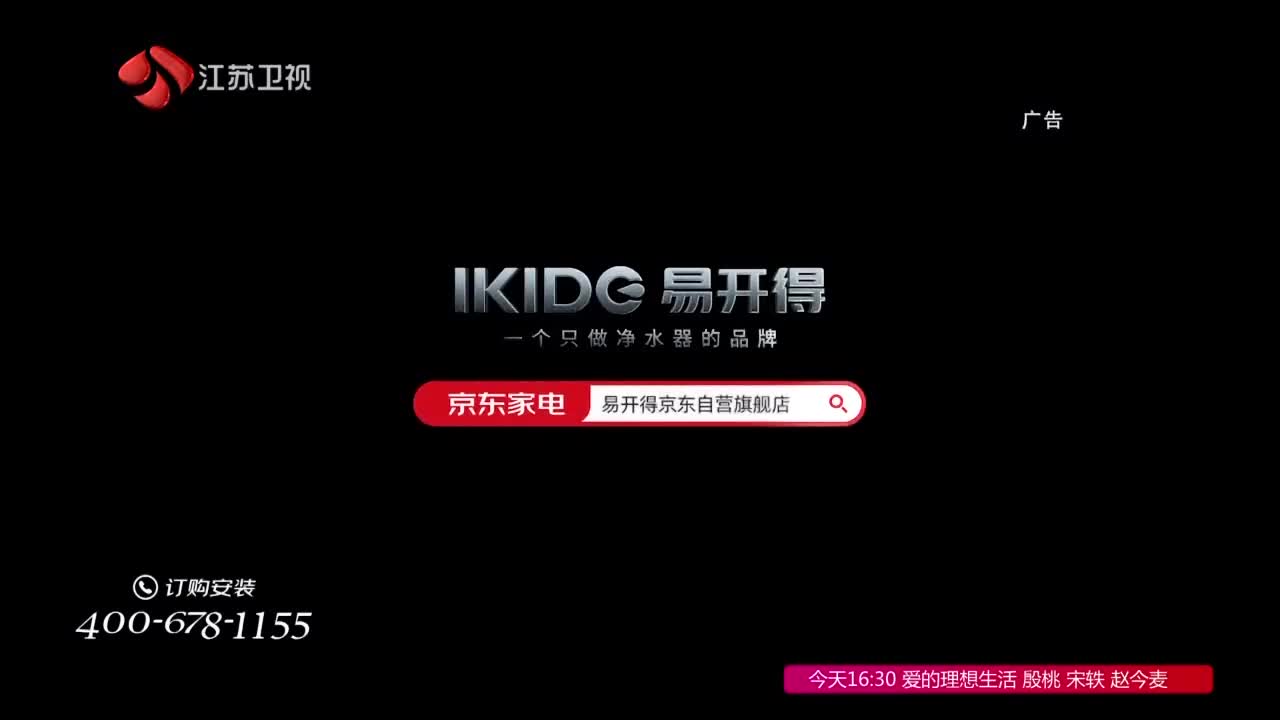 江苏卫视
广告
IKIDE 易开得
一个只做净水器的品牌
京东家电 易开得京东自营旗舰店
订购安装
400-678-1155
今天16:30 爱的理想生活 殷桃 宋轶 赵今麦